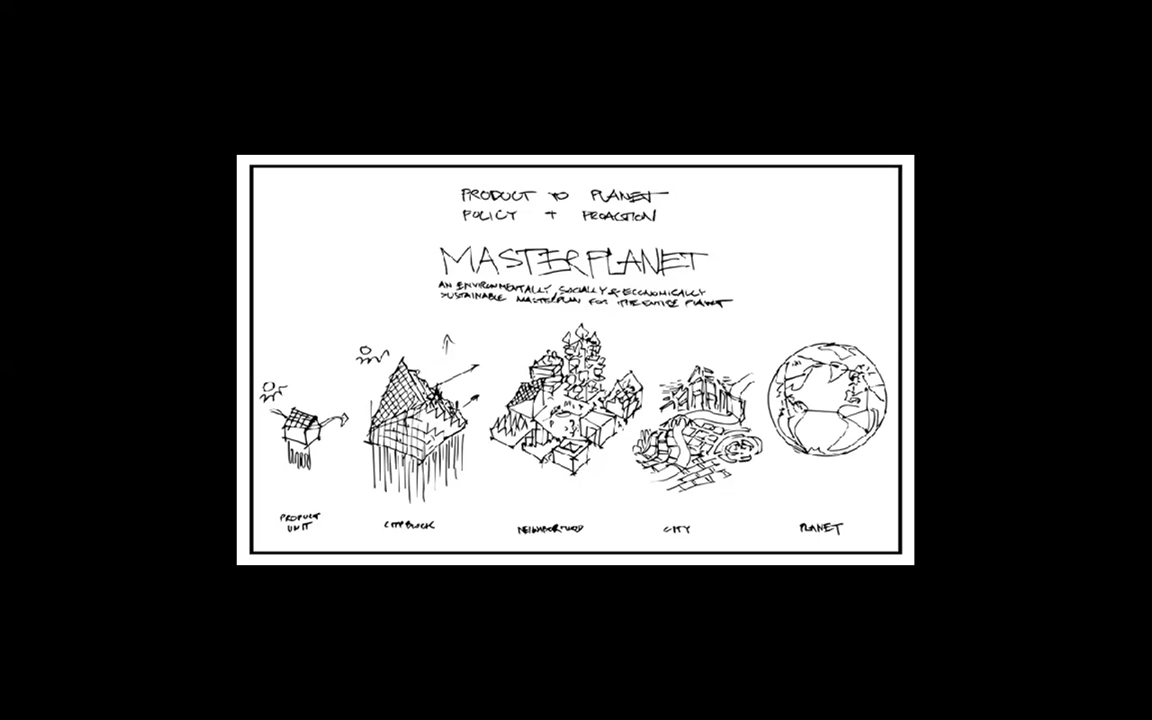 PRODUCT TO PLANET
POLICY + PROACTION
MASTERPLANET
AN ENVIRONMENTALLY, SOCIALLY & ECONOMICALLY
SUSTAINABLE MASTERPLAN FOR THE ENTIRE PLANET
PRODUCT
UNIT
CITY BLOCK
NEIGHBORHOOD
CITY
PLANET